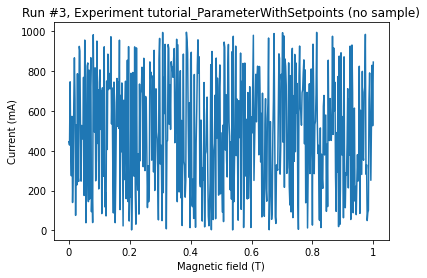 Run #3, Experiment tutorial_ParameterWithSetpoints (no sample)
1000
800
600
400
200
0
Current (mA)
0 0.2 0.4 0.6 0.8 1
Magnetic field (T)